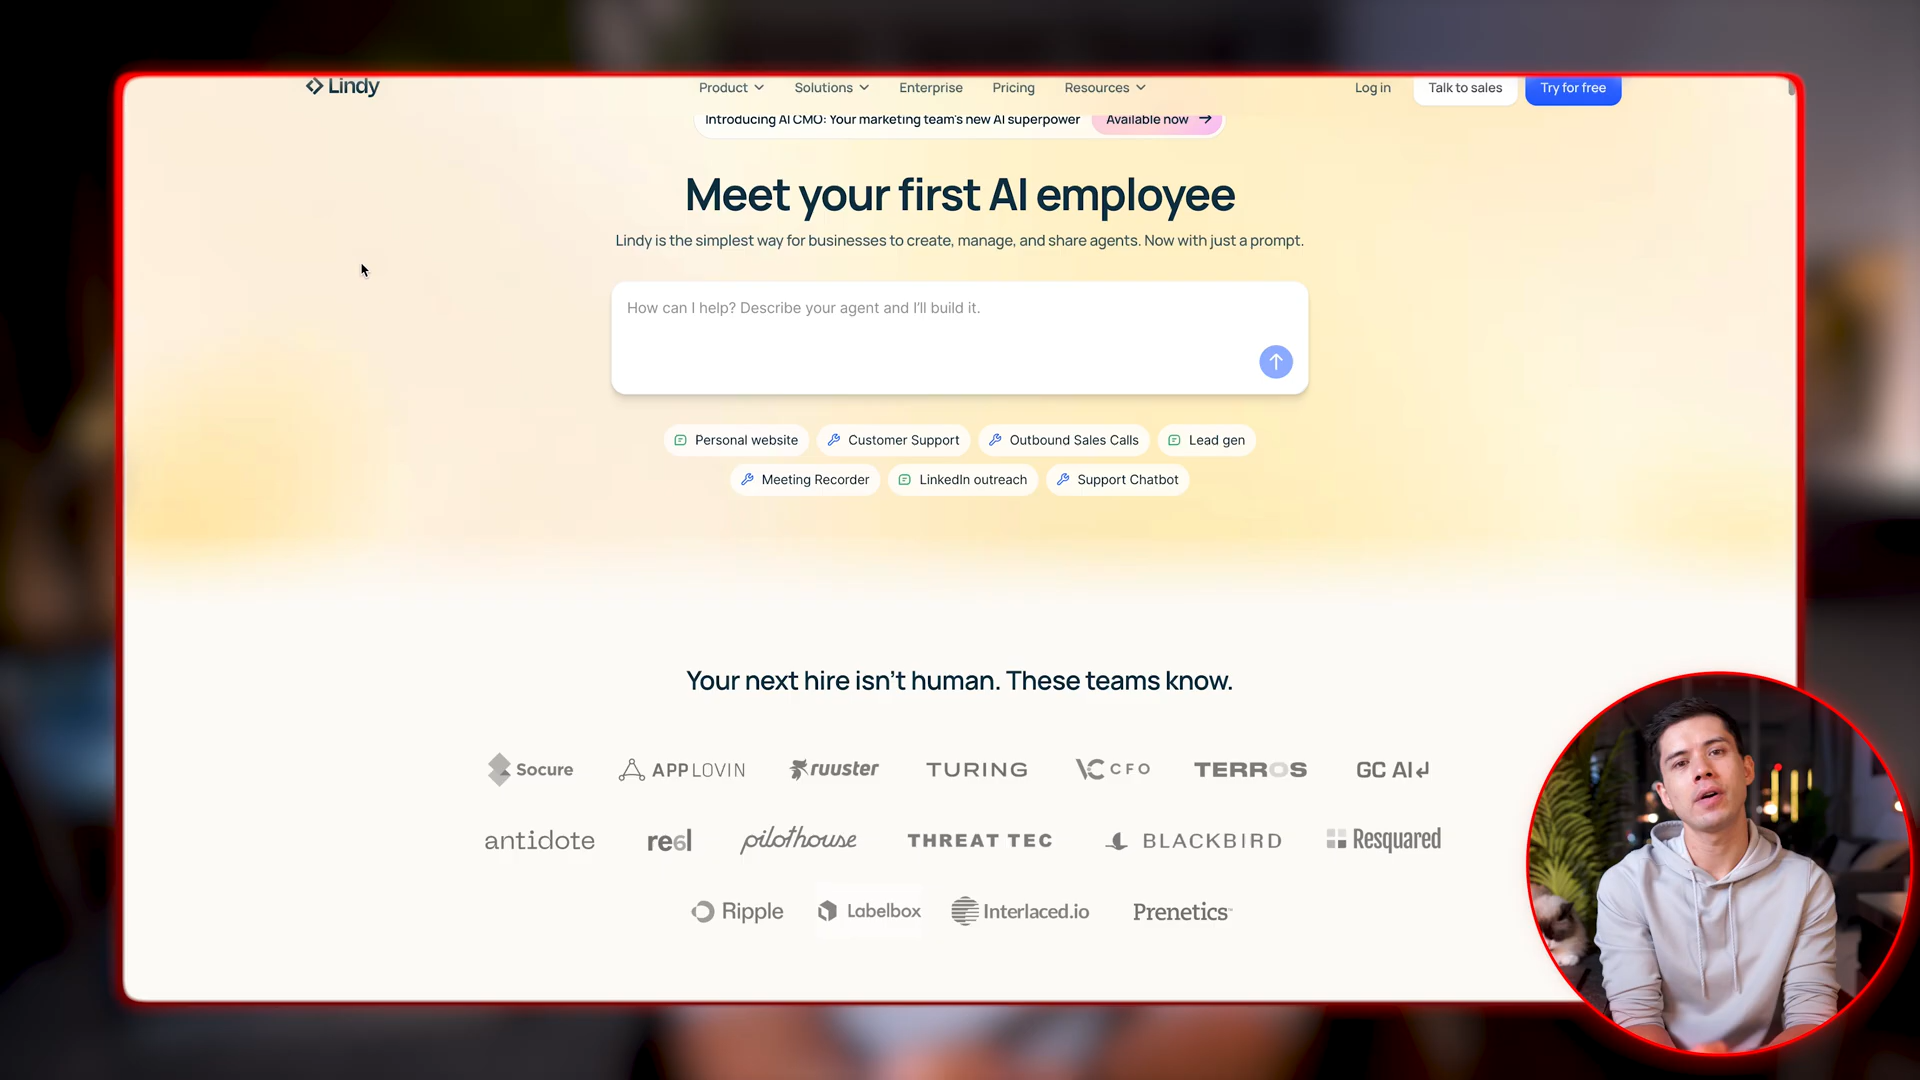 Lindy
Product
Solutions
Enterprise
Pricing
Resources
Log in
Talk to sales
Try for free
Introducing AI CMO: Your marketing team's new AI superpower
Available now
Meet your first AI employee
Lindy is the simplest way for businesses to create, manage, and share agents. Now with just a prompt.
How can I help? Describe your agent and I'll build it.
Personal website
Customer Support
Outbound Sales Calls
Lead gen
Meeting Recorder
LinkedIn outreach
Support Chatbot
Your next hire isn't human. These teams know.
Socure
APPLOVIN
ruuster
TURING
VC CFO
TERROS
GC AI
antidote
re6l
pilothouse
THREAT TEC
BLACKBIRD
Resquared
Ripple
Labelbox
Interlaced.io
Prenetics™